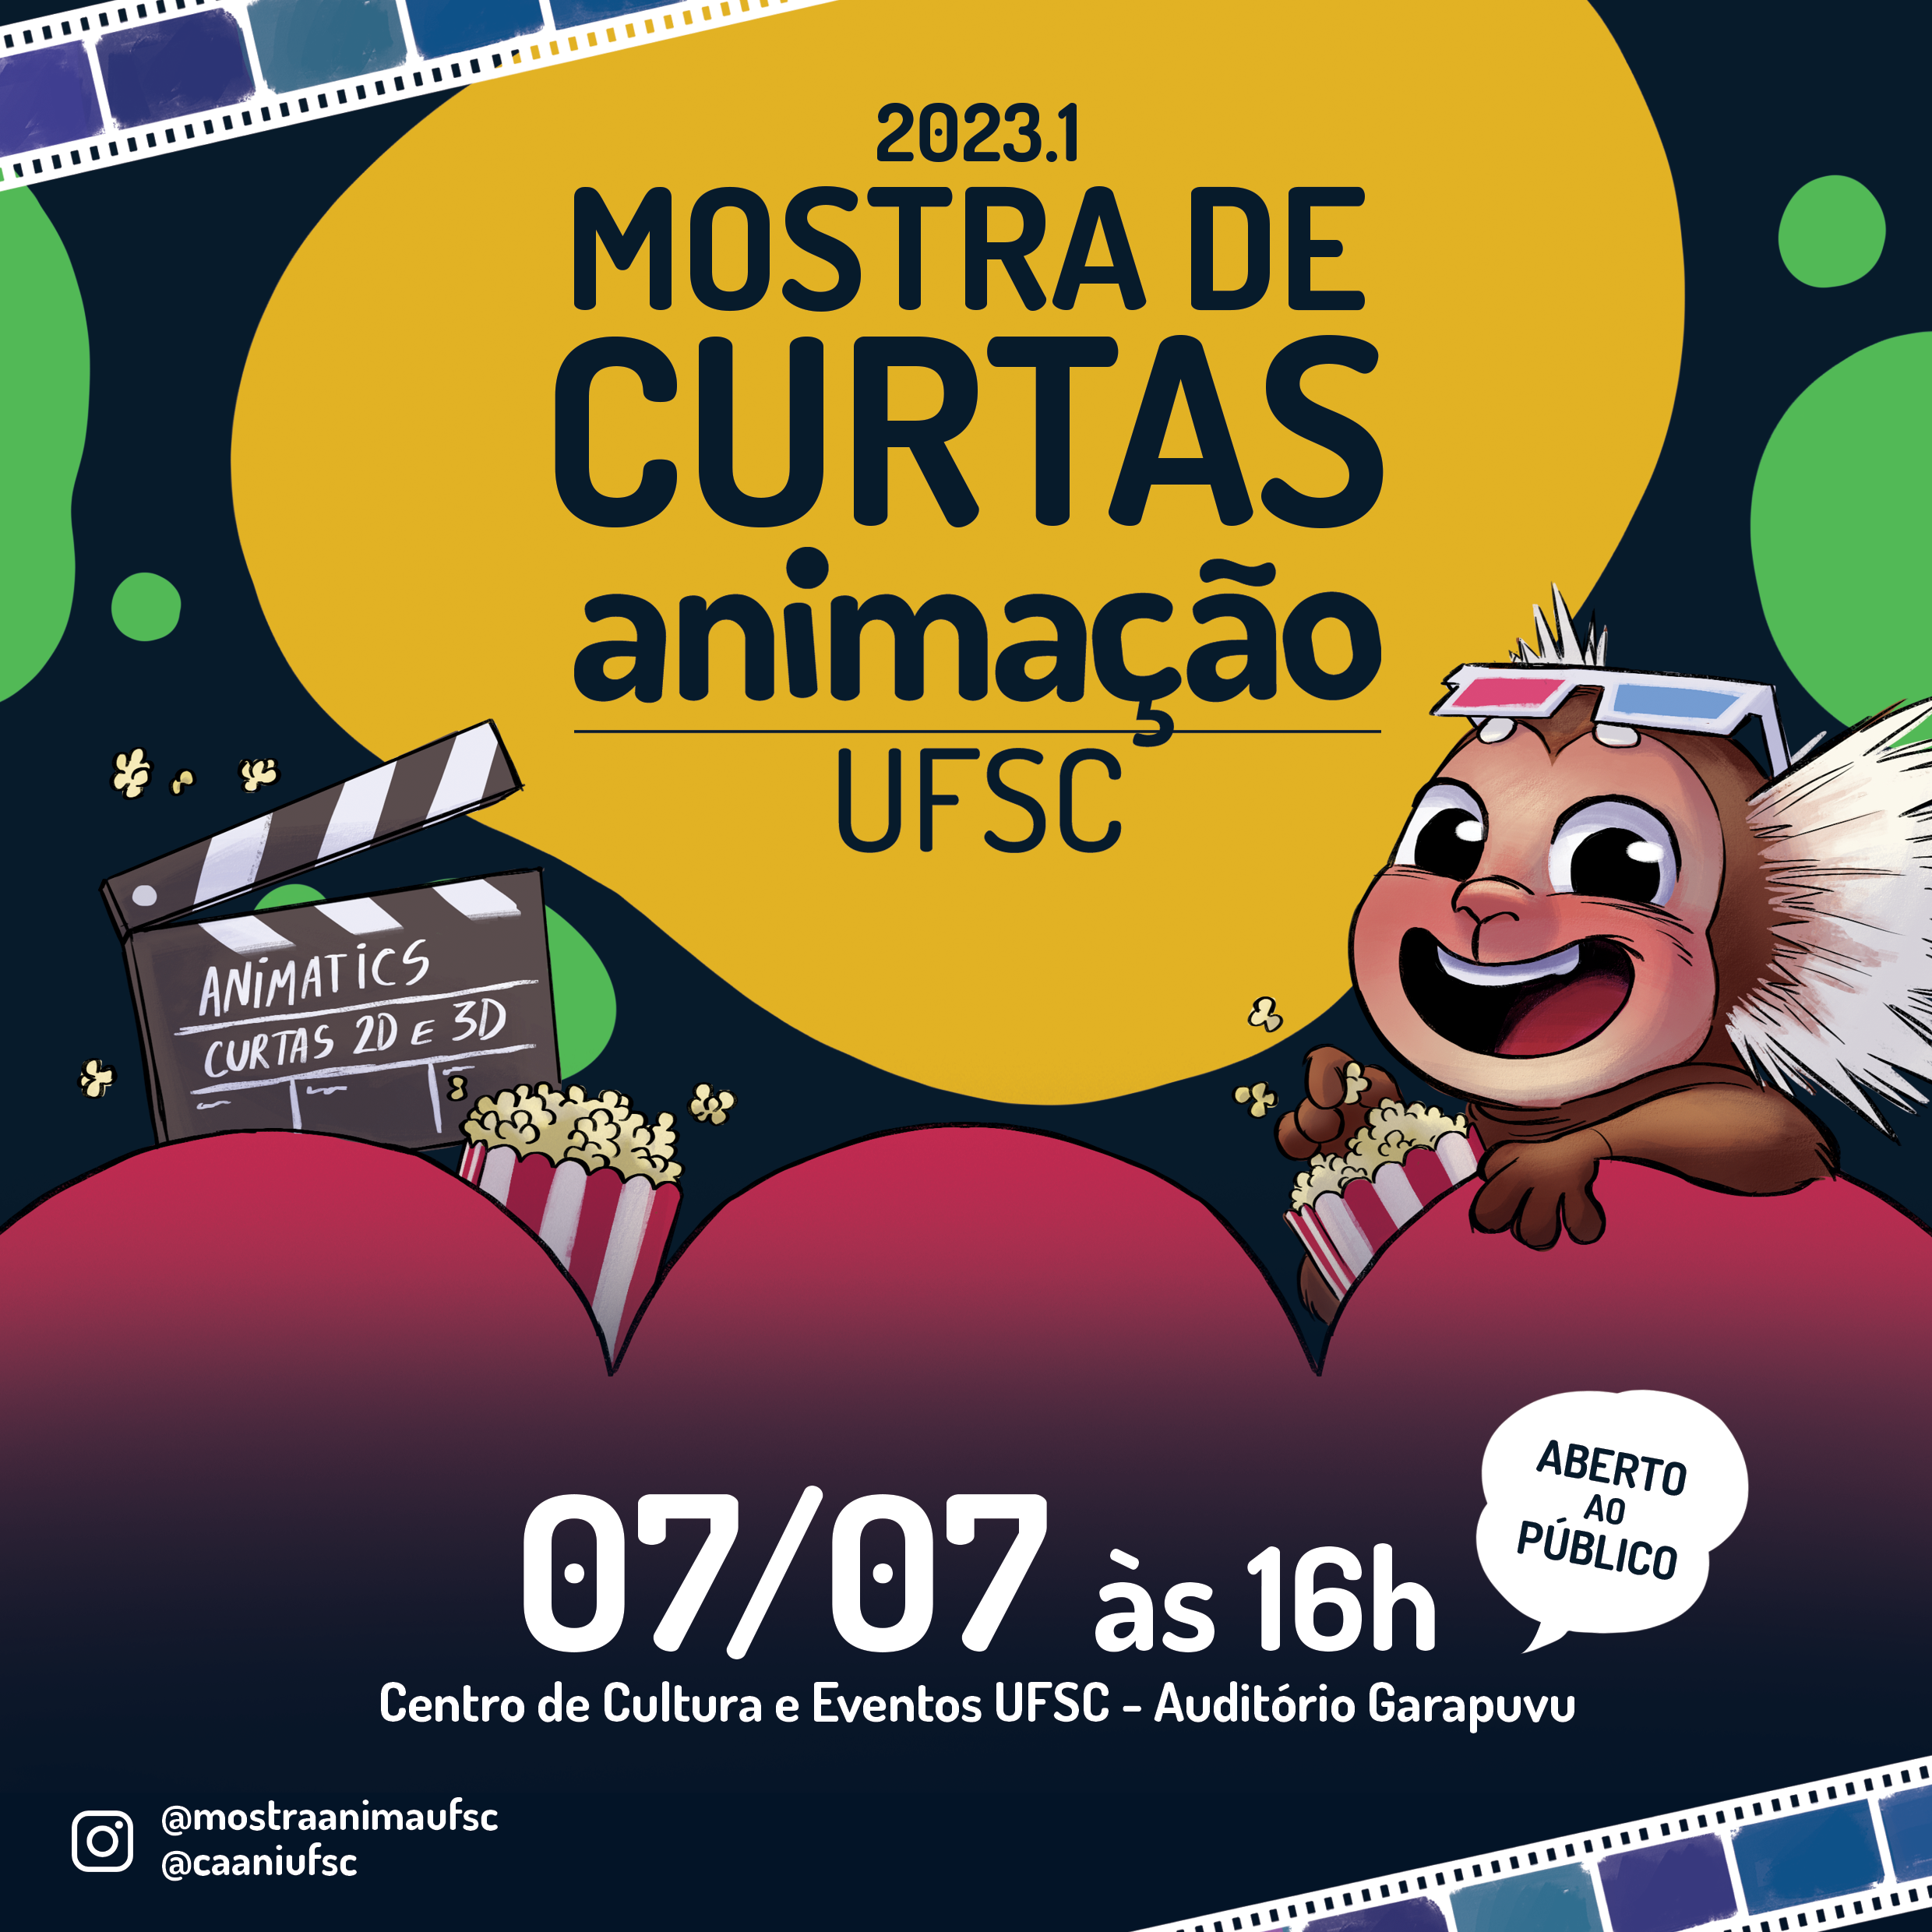 2023.1
MOSTRA DE
CURTAS
animação
UFSC
ANIMATICS
CURTAS 2D E 3D
07/07 às 16h
ABERTO
AO
PÚBLICO
Centro de Cultura e Eventos UFSC - Auditório Garapuvu
@mostraanimaufsc
@caaniufsc